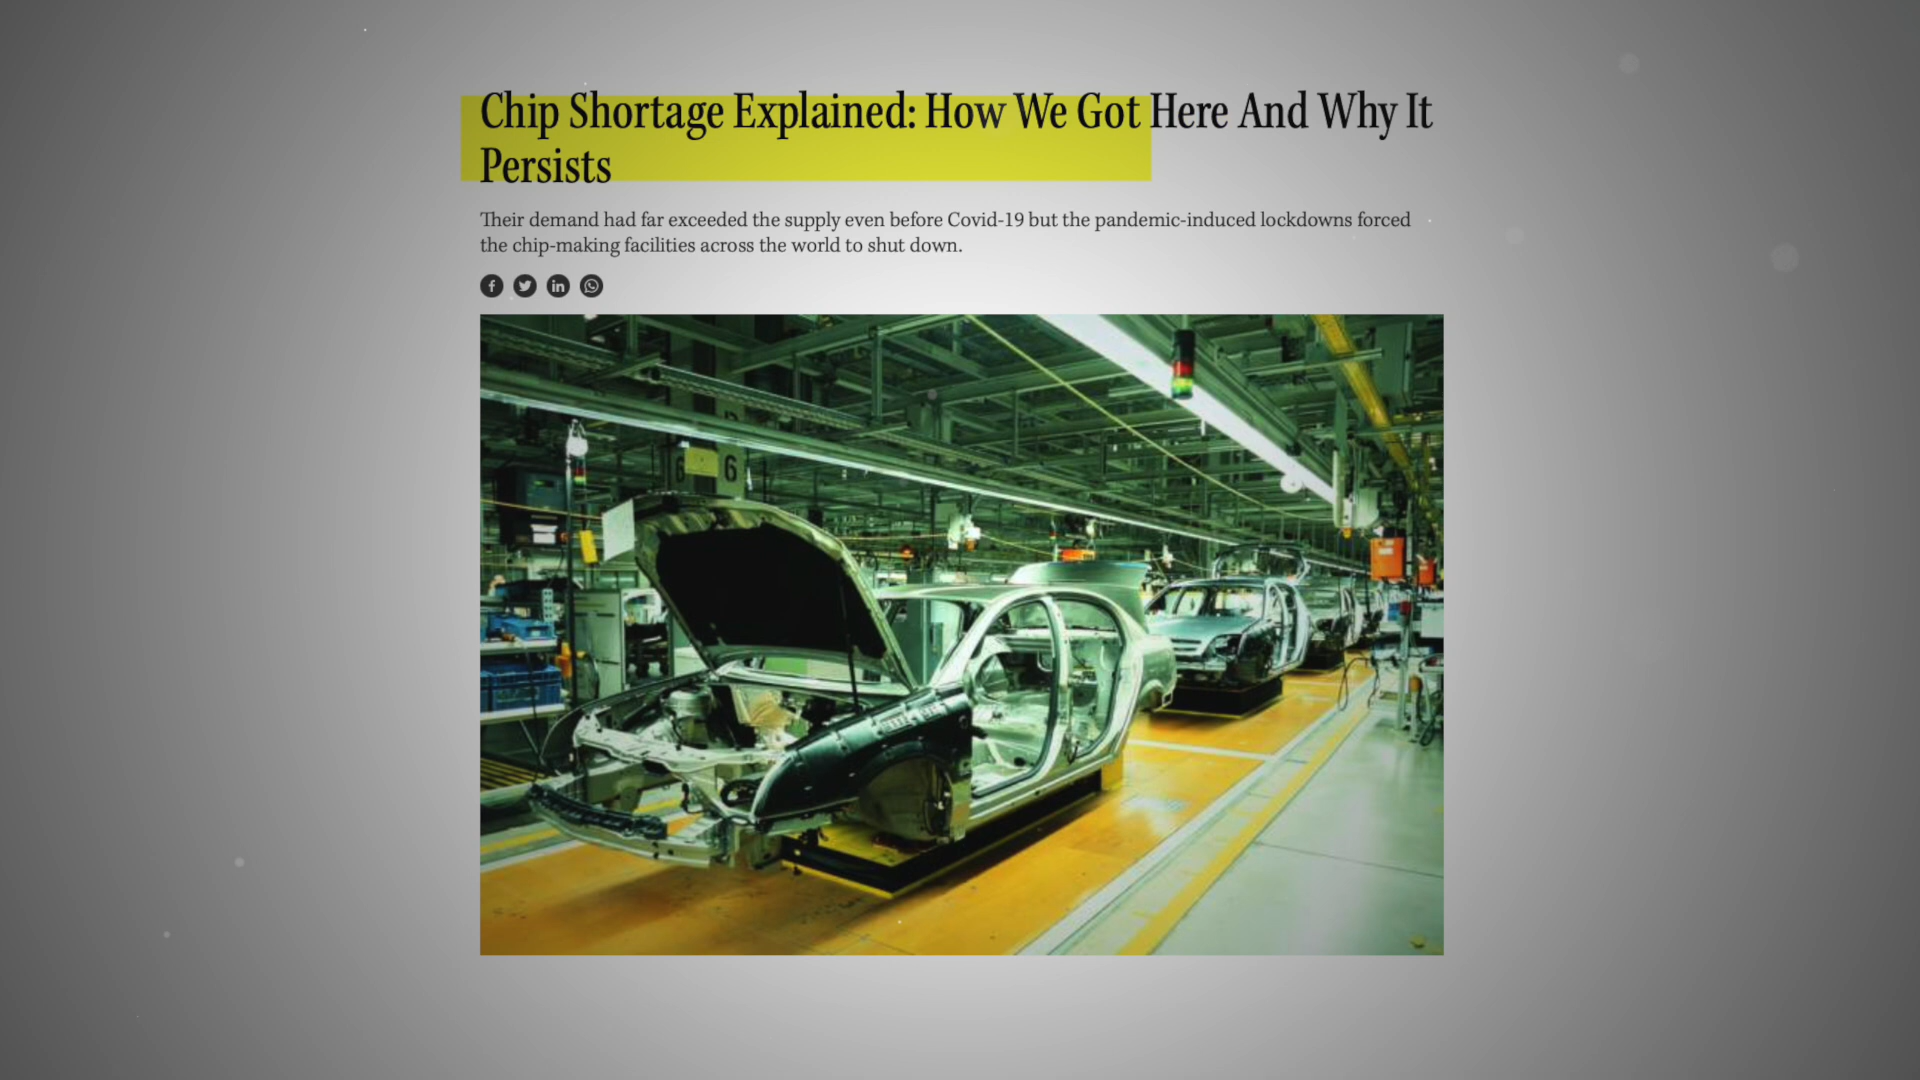 Chip Shortage Explained: How We Got Here And Why It
Persists
Their demand had far exceeded the supply even before Covid-19 but the pandemic-induced lockdowns forced
the chip-making facilities across the world to shut down.
6 6